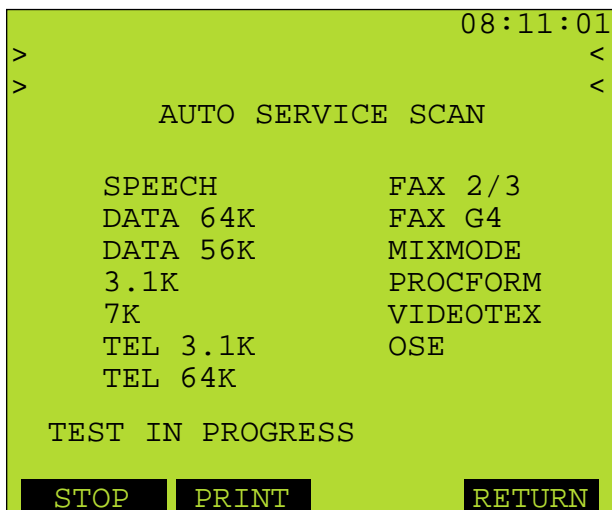 08:11:01
> <
> <
AUTO SERVICE SCAN
SPEECH FAX 2/3
DATA 64K FAX G4
DATA 56K MIXMODE
3.1K PROCFORM
7K VIDEOTEX
TEL 3.1K OSE
TEL 64K
TEST IN PROGRESS
STOP PRINT RETURN